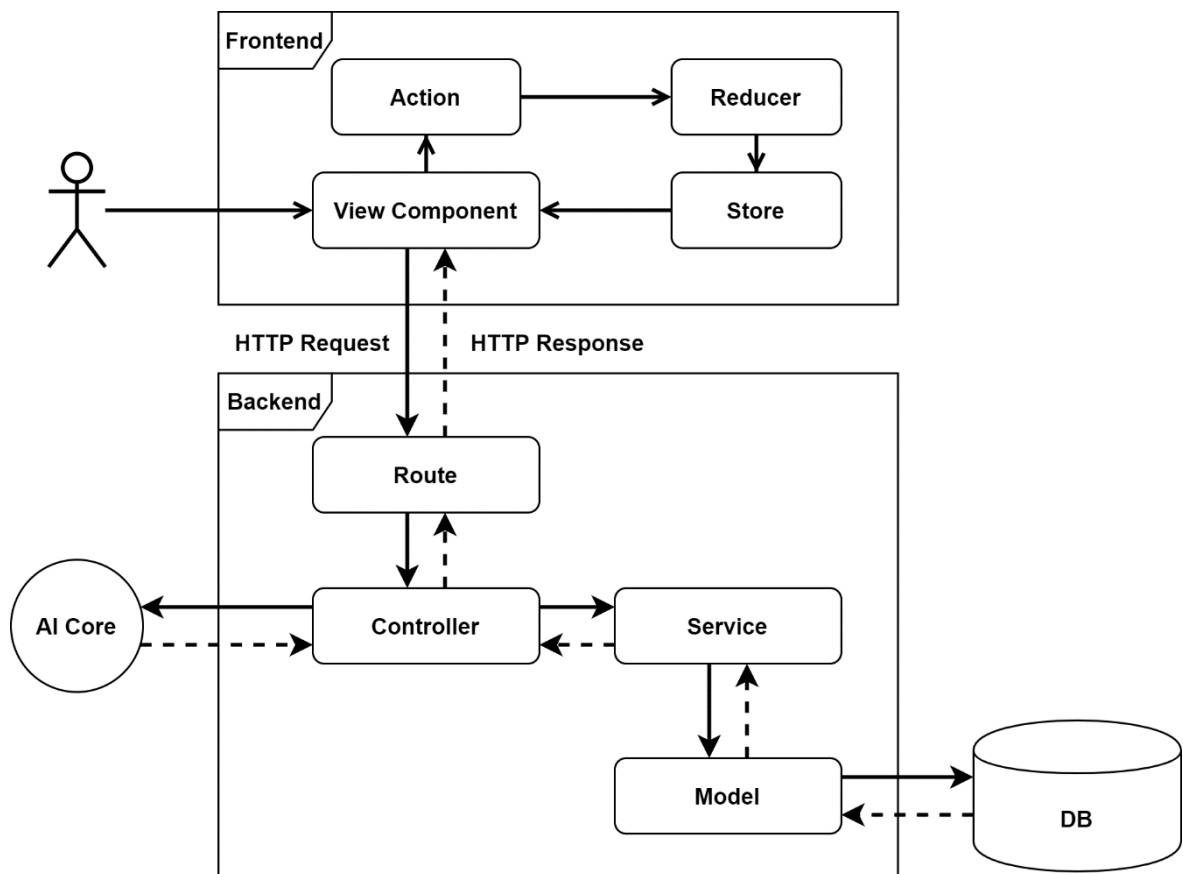 Frontend
Action
Reducer
View Component
Store
HTTP Request
HTTP Response
Backend
Route
AI Core
Controller
Service
Model
DB